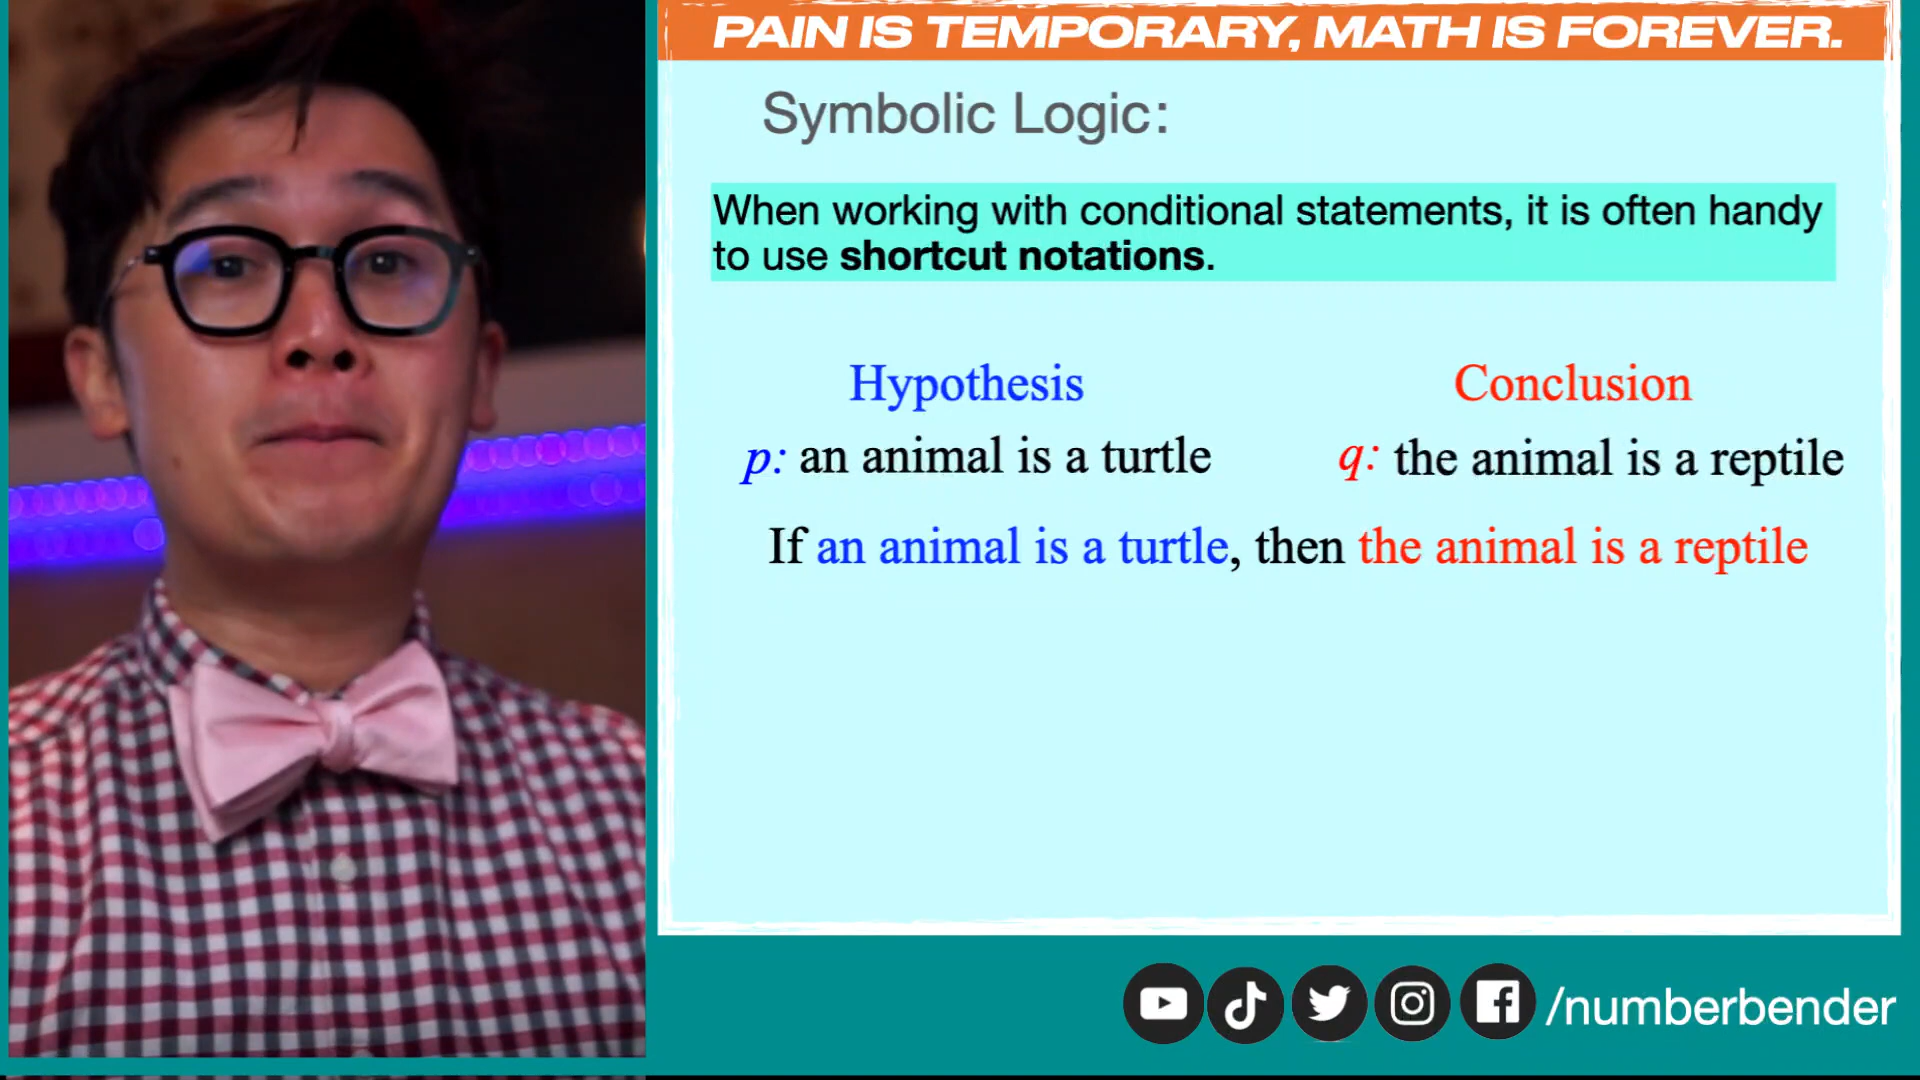 PAIN IS TEMPORARY, MATH IS FOREVER.
Symbolic Logic:
When working with conditional statements, it is often handy
to use shortcut notations.
Hypothesis
Conclusion
p: an animal is a turtle
q: the animal is a reptile
If an animal is a turtle, then the animal is a reptile
/numberbender